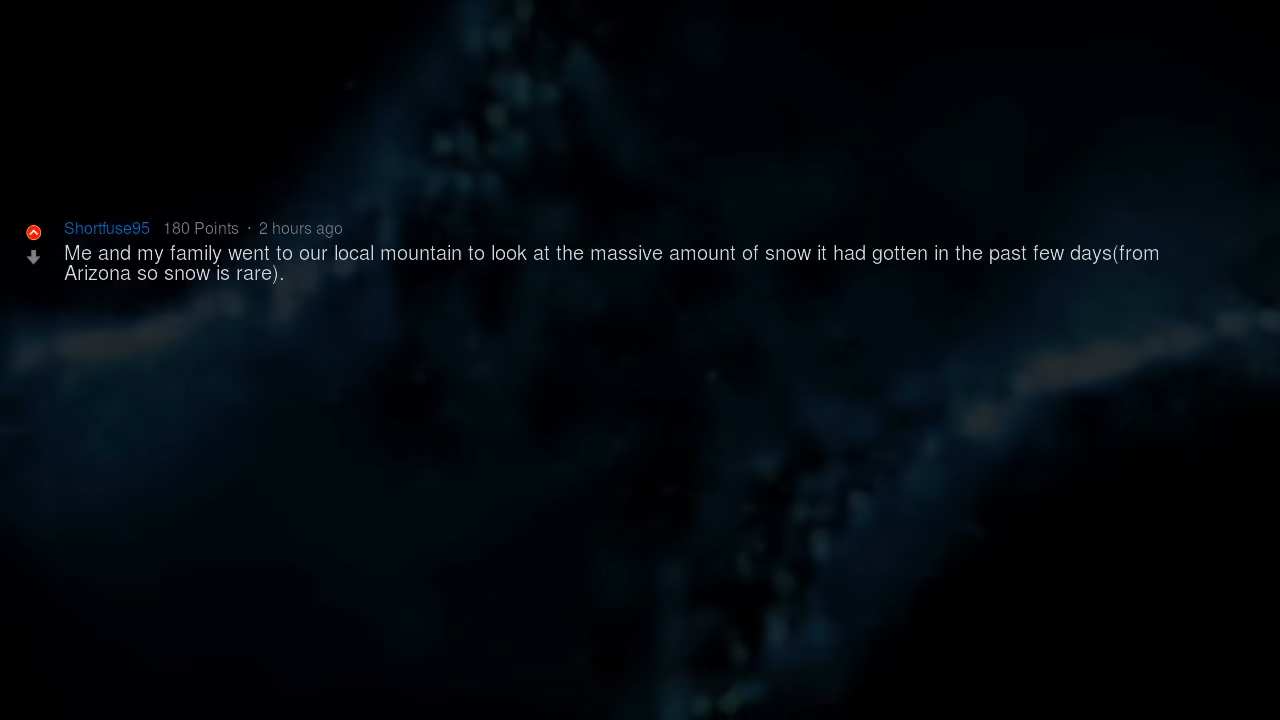 Shortfuse95 180 Points · 2 hours ago
Me and my family went to our local mountain to look at the massive amount of snow it had gotten in the past few days(from
Arizona so snow is rare).